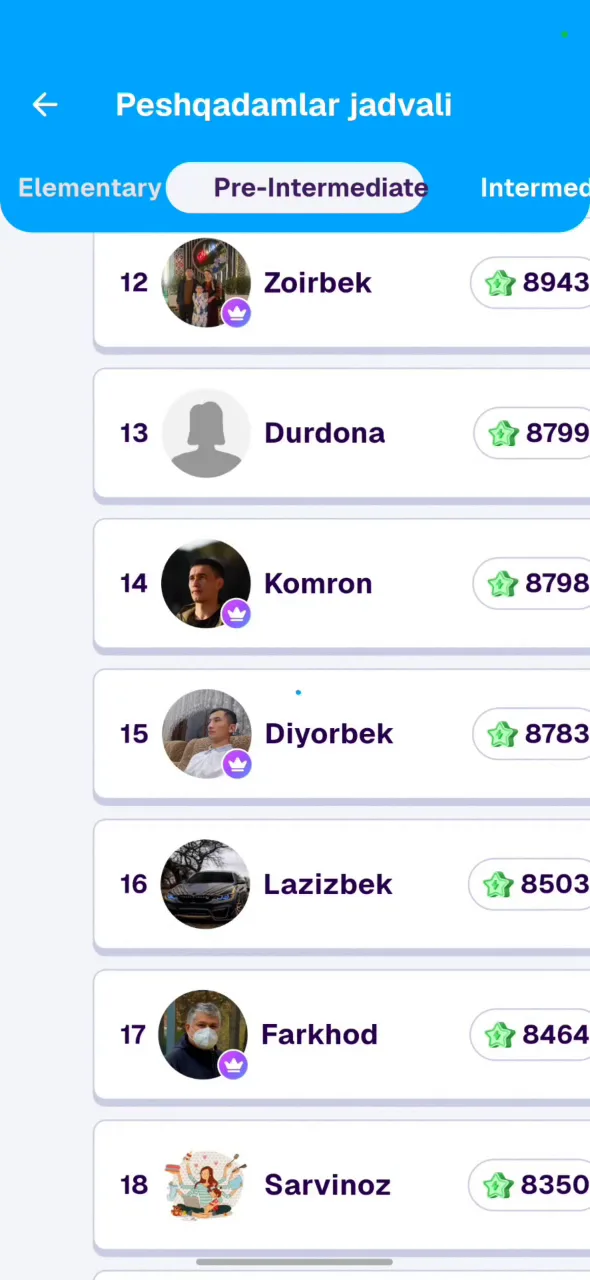 Peshqadamlar jadvali
Elementary Pre-Intermediate Intermed
12 Zoirbek 8943
13 Durdona 8799
14 Komron 8798
15 Diyorbek 8783
16 Lazizbek 8503
17 Farkhod 8464
18 Sarvinoz 8350